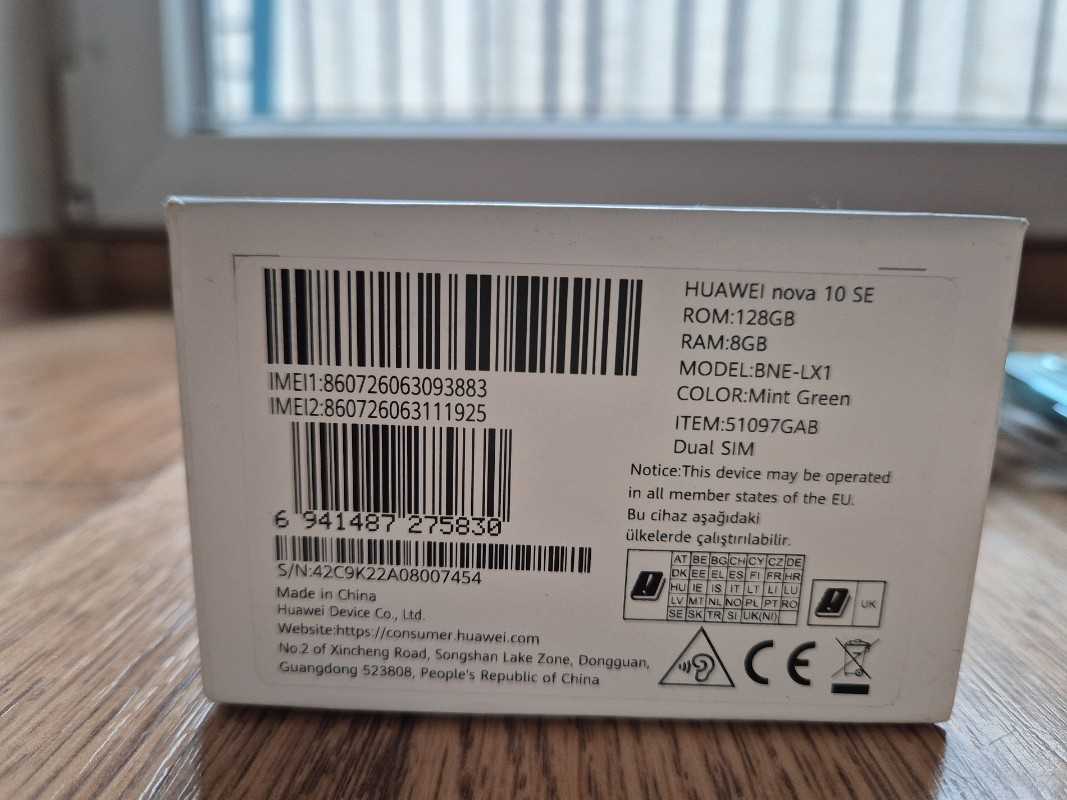 IMEI1:860726063093883
IMEI2:860726063111925
6 941487 275830
S/N:42C9K22A08007454
Made in China
Huawei Device Co., Ltd.
Website:https://consumer.huawei.com
No.2 of Xincheng Road, Songshan Lake Zone, Dongguan,
Guangdong 523808, People's Republic of China
HUAWEI nova 10 SE
ROM:128GB
RAM:8GB
MODEL:BNE-LX1
COLOR:Mint Green
ITEM:51097GAB
Dual SIM
Notice:This device may be operated
in all member states of the EU.
Bu cihaz aşağıdaki
ülkelerde çalıştırılabilir.
AT BE BG CH CY CZ DE
DK EE EL ES FI FR HR
HU IE IS IT LT LI LU
LV MT NL NO PL PT RO
SE SK TR SI UK(NI)
UK
CE